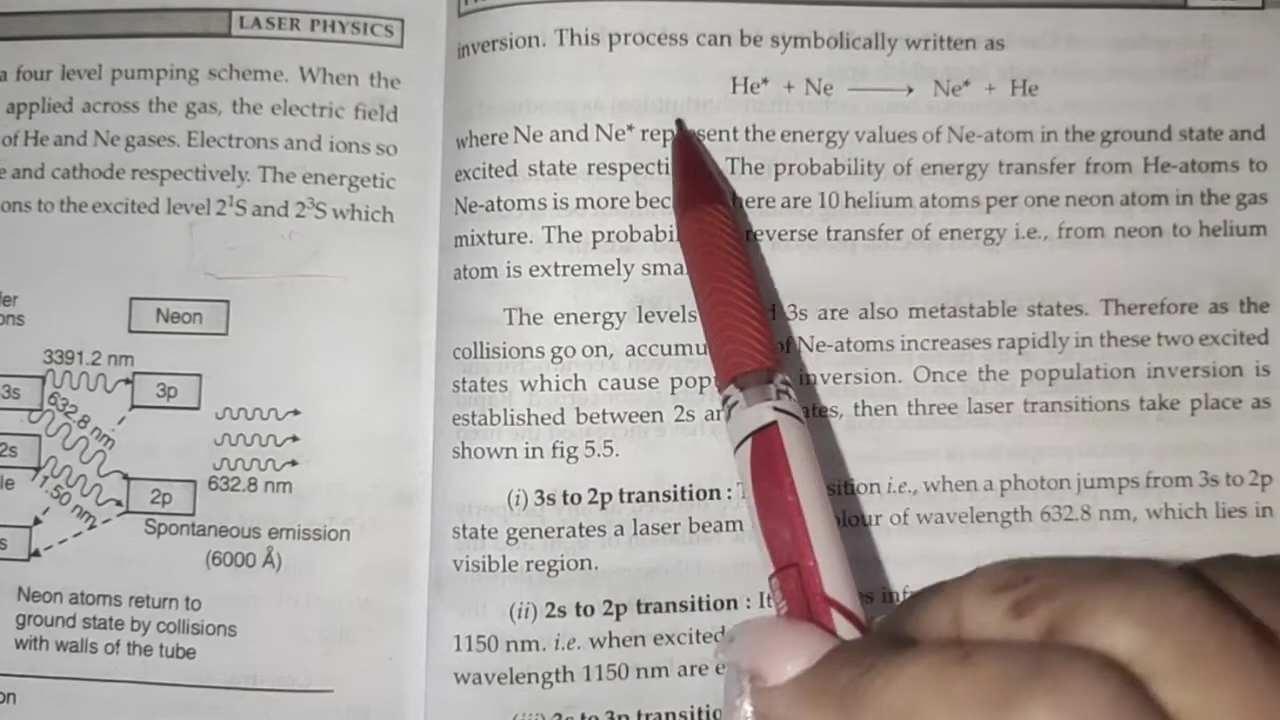 LASER PHYSICS
a four level pumping scheme. When the
applied across the gas, the electric field
of He and Ne gases. Electrons and ions so
and cathode respectively. The energetic
ons to the excited level 2¹S and 2³S which
ons
Neon
3391.2 nm
3s
3p
632.8 nm
2s
632.8 nm
2p
Spontaneous emission
(6000 Å)
Neon atoms return to
ground state by collisions
with walls of the tube
on
inversion. This process can be symbolically written as
He* + Ne ⟶ Ne* + He
where Ne and Ne* represent the energy values of Ne-atom in the ground state and
excited state respecti The probability of energy transfer from He-atoms to
Ne-atoms is more bec here are 10 helium atoms per one neon atom in the gas
mixture. The probabi reverse transfer of energy i.e., from neon to helium
atom is extremely sma
The energy levels 3s are also metastable states. Therefore as the
collisions go on, accumu of Ne-atoms increases rapidly in these two excited
states which cause pop inversion. Once the population inversion is
established between 2s ates, then three laser transitions take place as
shown in fig 5.5.
(i) 3s to 2p transition : sition i.e., when a photon jumps from 3s to 2p
state generates a laser beam lour of wavelength 632.8 nm, which lies in
visible region.
(ii) 2s to 2p transition : It
1150 nm. i.e. when excited
wavelength 1150 nm are e
to 3p transitio